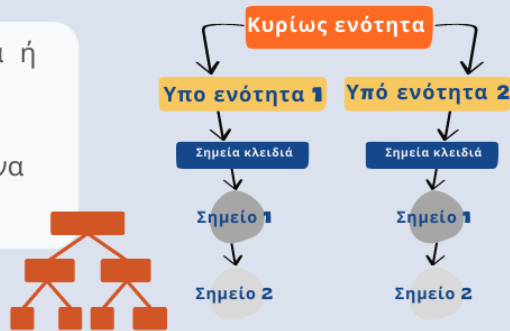 ή
να
Κυρίως ενότητα
Υπο ενότητα 1
Υπό ενότητα 2
Σημεία κλειδιά
Σημεία κλειδιά
Σημείο 1
Σημείο 1
Σημείο 2
Σημείο 2